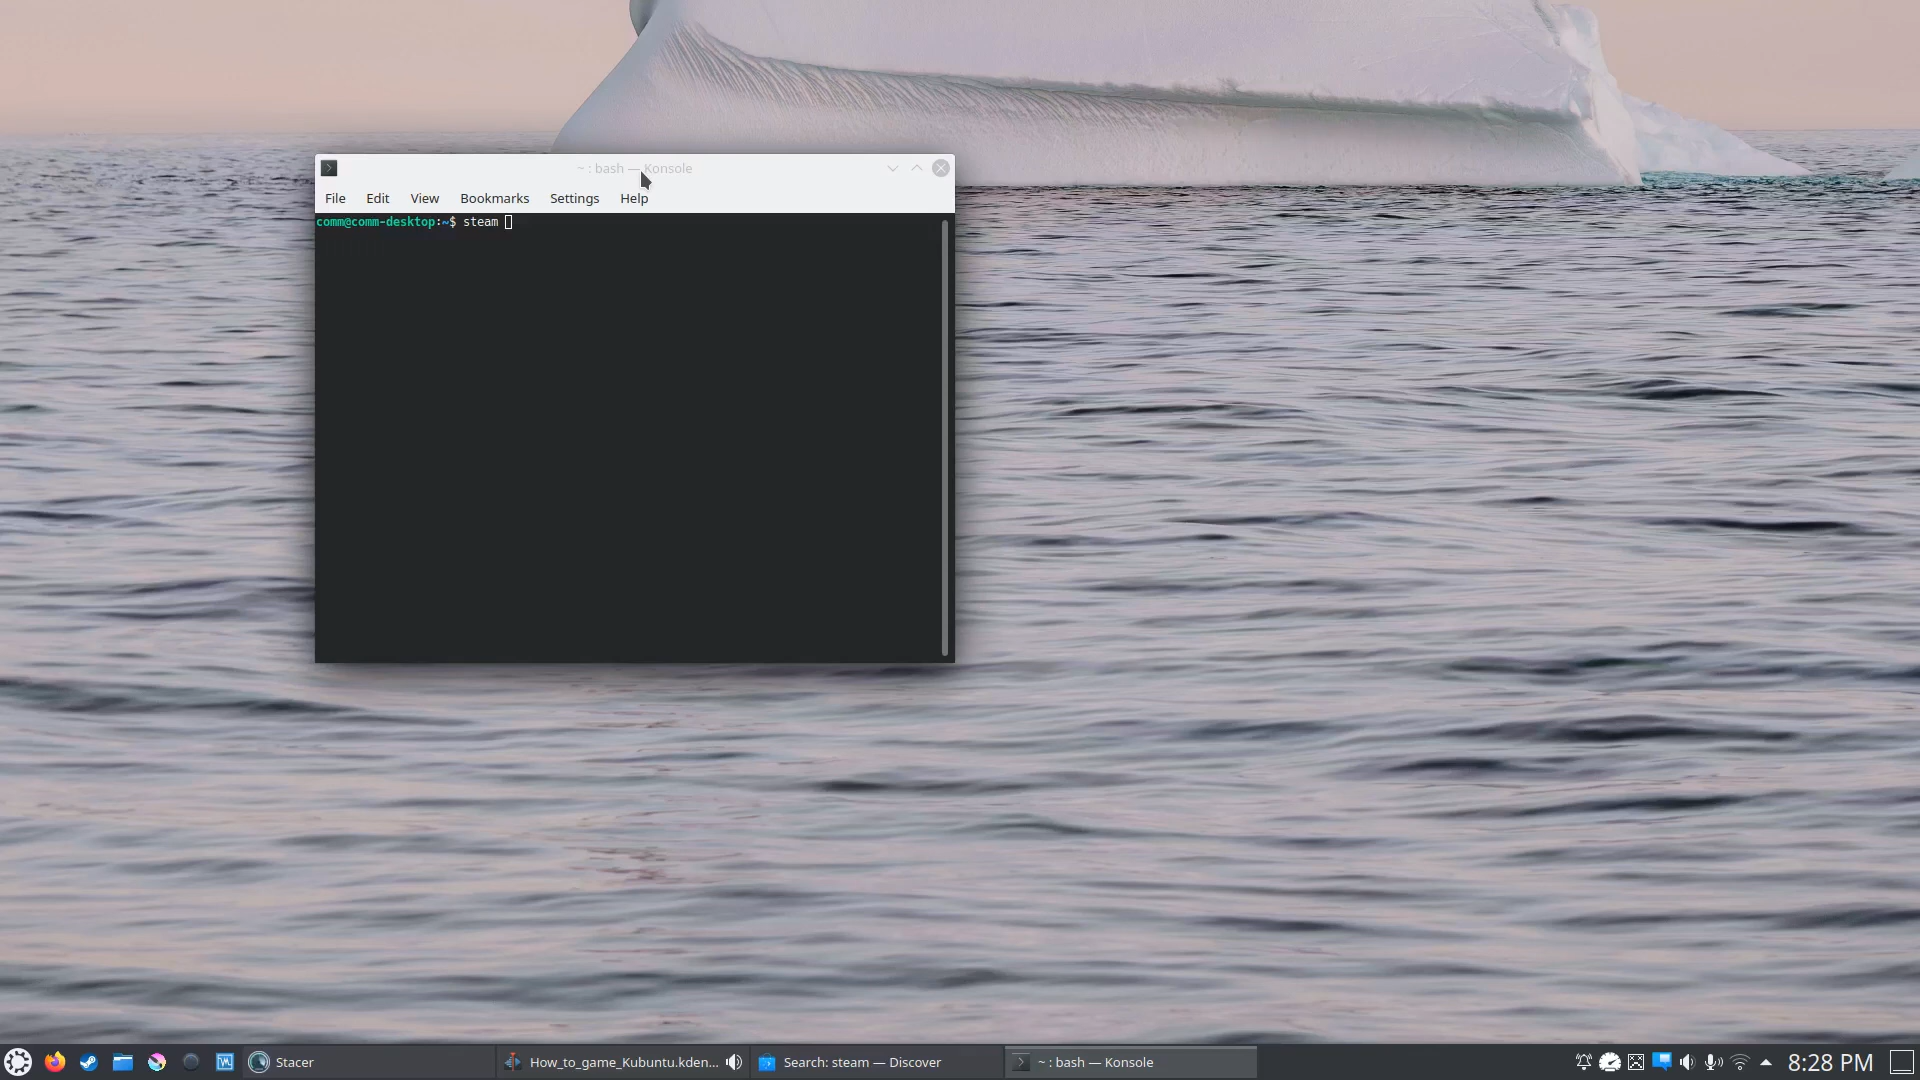 ~ : bash — Konsole
File Edit View Bookmarks Settings Help
comm@comm-desktop:~$ steam
Stacer How_to_game_Kubuntu.kden... Search: steam — Discover ~ : bash — Konsole 8:28 PM